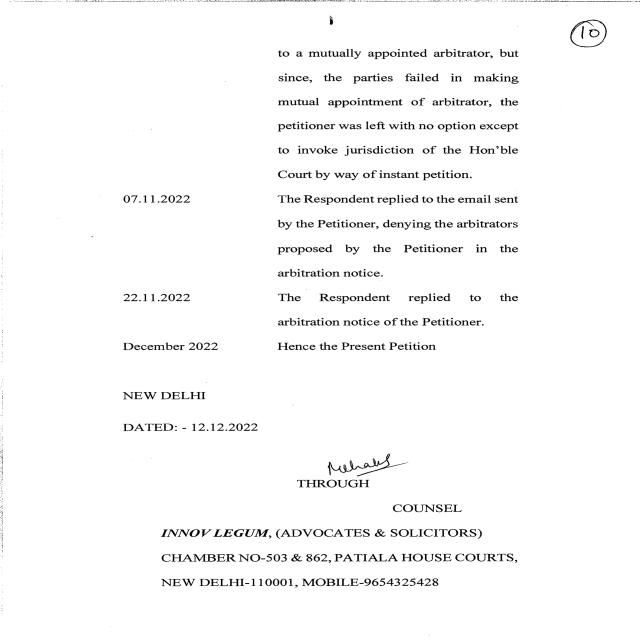 10
to a mutually appointed arbitrator, but
since, the parties failed in making
mutual appointment of arbitrator, the
petitioner was left with no option except
to invoke jurisdiction of the Hon'ble
Court by way of instant petition.
07.11.2022 The Respondent replied to the email sent
by the Petitioner, denying the arbitrators
proposed by the Petitioner in the
arbitration notice.
22.11.2022 The Respondent replied to the
arbitration notice of the Petitioner.
December 2022 Hence the Present Petition
NEW DELHI
DATED: - 12.12.2022
THROUGH
COUNSEL
INNOV LEGUM, (ADVOCATES & SOLICITORS)
CHAMBER NO-503 & 862, PATIALA HOUSE COURTS,
NEW DELHI-110001, MOBILE-9654325428